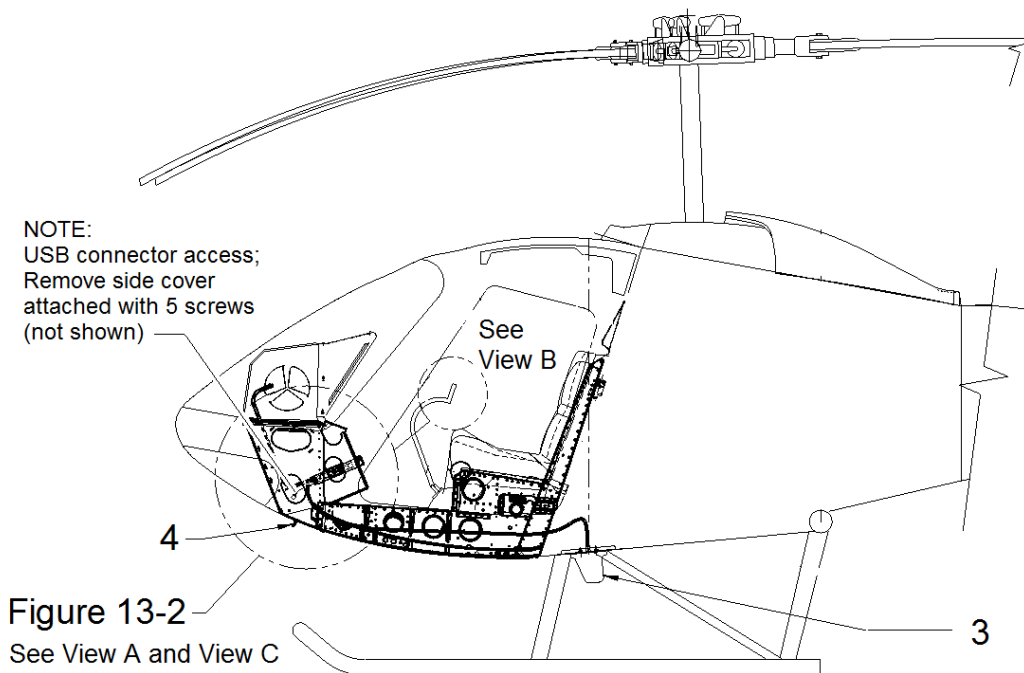 NOTE:
USB connector access;
Remove side cover
attached with 5 screws
(not shown)
See
View B
4
Figure 13-2
See View A and View C
3